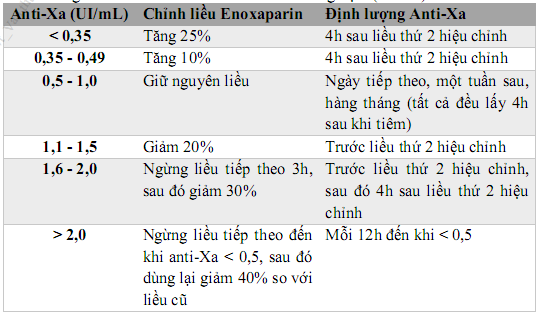 Anti-Xa (UI/mL) Chỉnh liều Enoxaparin Định lượng Anti-Xa
< 0,35 Tăng 25% 4h sau liều thứ 2 hiệu chỉnh
0,35 - 0,49 Tăng 10% 4h sau liều thứ 2 hiệu chỉnh
0,5 - 1,0 Giữ nguyên liều Ngày tiếp theo, một tuần sau,
hàng tháng (tất cả đều lấy 4h
sau khi tiêm)
1,1 - 1,5 Giảm 20% Trước liều thứ 2 hiệu chỉnh
1,6 - 2,0 Ngừng liều tiếp theo 3h, Trước liều thứ 2 hiệu chỉnh,
sau đó giảm 30% sau đó 4h sau liều thứ 2 hiệu
chỉnh
> 2,0 Ngừng liều tiếp theo đến Mỗi 12h đến khi < 0,5
khi anti-Xa < 0,5, sau đó
dùng lại giảm 40% so với
liều cũ